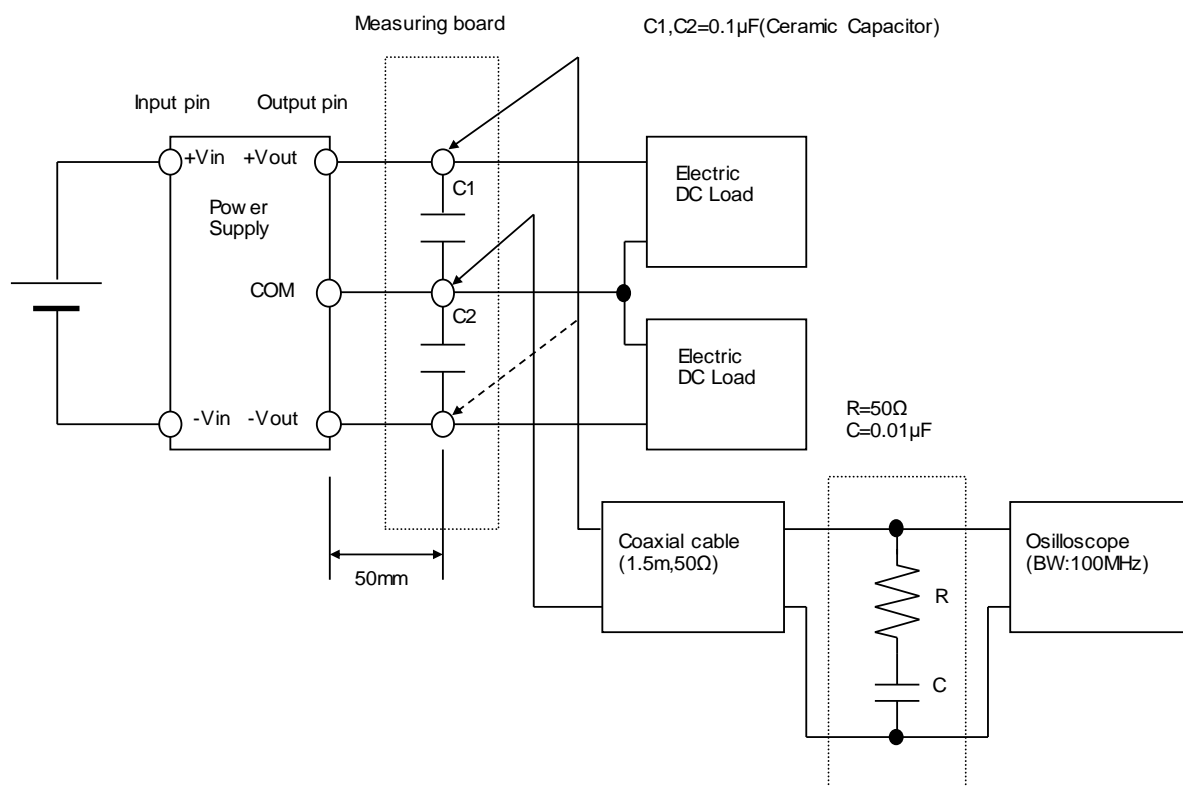 Measuring board
C1,C2=0.1µF(Ceramic Capacitor)
Input pin
Output pin
+Vin
+Vout
Power
Supply
COM
-Vin
-Vout
C1
C2
Electric
DC Load
Electric
DC Load
R=50Ω
C=0.01µF
50mm
Coaxial cable
(1.5m,50Ω)
R
C
Osilloscope
(BW:100MHz)